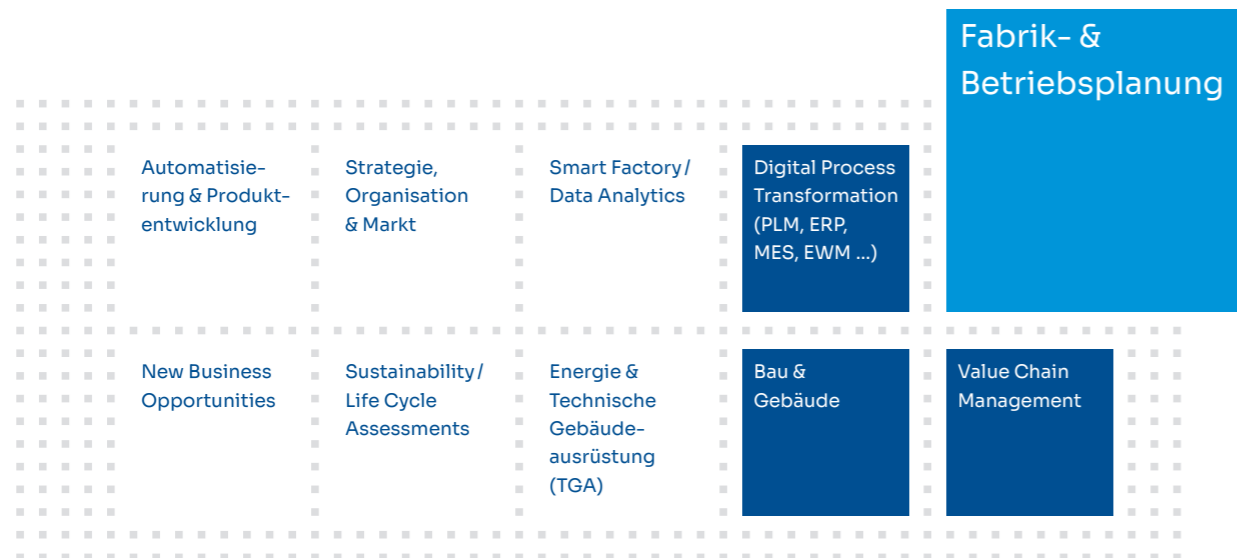 Fabrik- &
Betriebsplanung
Automatisie-
rung & Produkt-
entwicklung
Strategie,
Organisation
& Markt
Smart Factory/
Data Analytics
Digital Process
Transformation
(PLM, ERP,
MES, EWM ...)
New Business
Opportunities
Sustainability/
Life Cycle
Assessments
Energie &
Technische
Gebäude-
ausrüstung
(TGA)
Bau &
Gebäude
Value Chain
Management